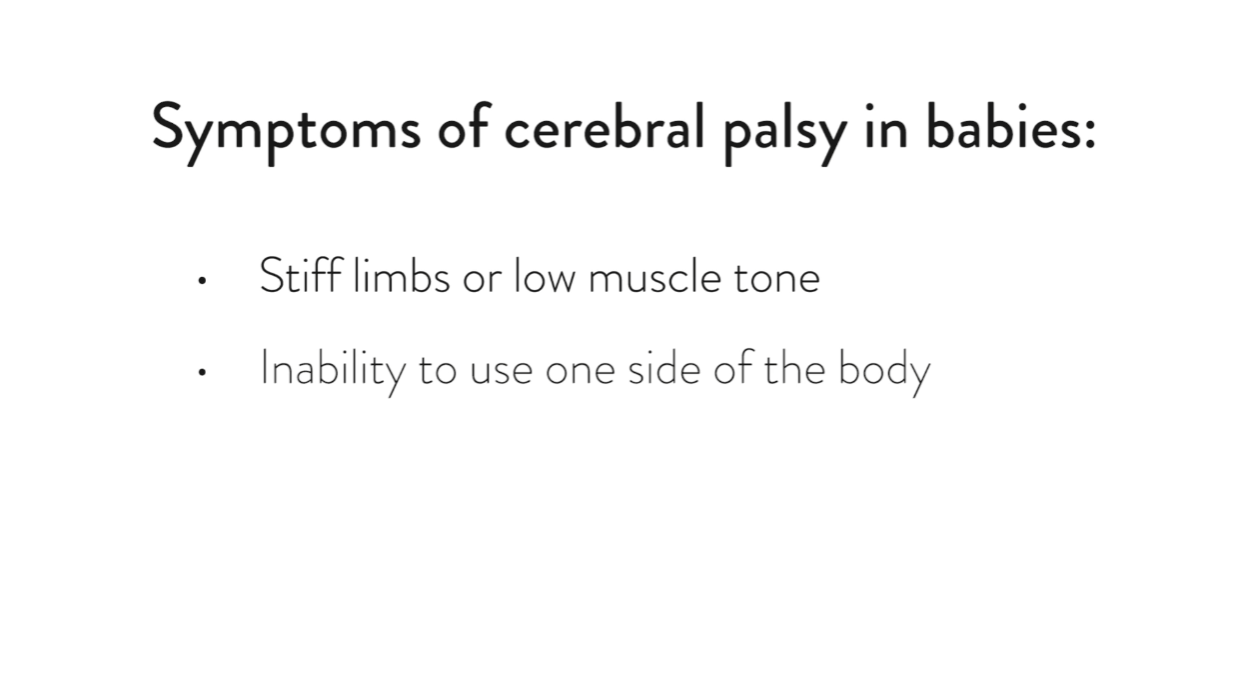 Symptoms of cerebral palsy in babies:
• Stiff limbs or low muscle tone
• Inability to use one side of the body